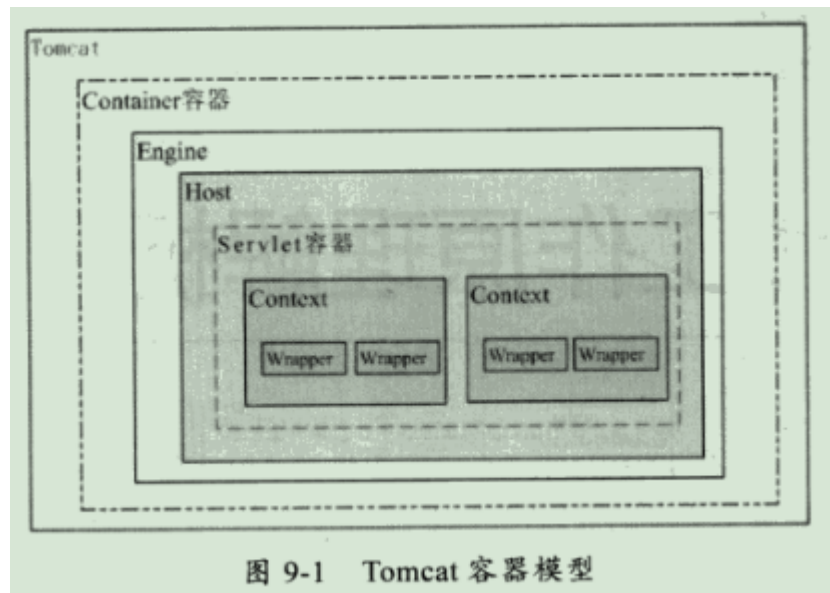 Tomcat
Container容器
Engine
Host
Servlet容器
Context
Context
Wrapper
Wrapper
Wrapper
Wrapper
图 9-1 Tomcat 容器模型